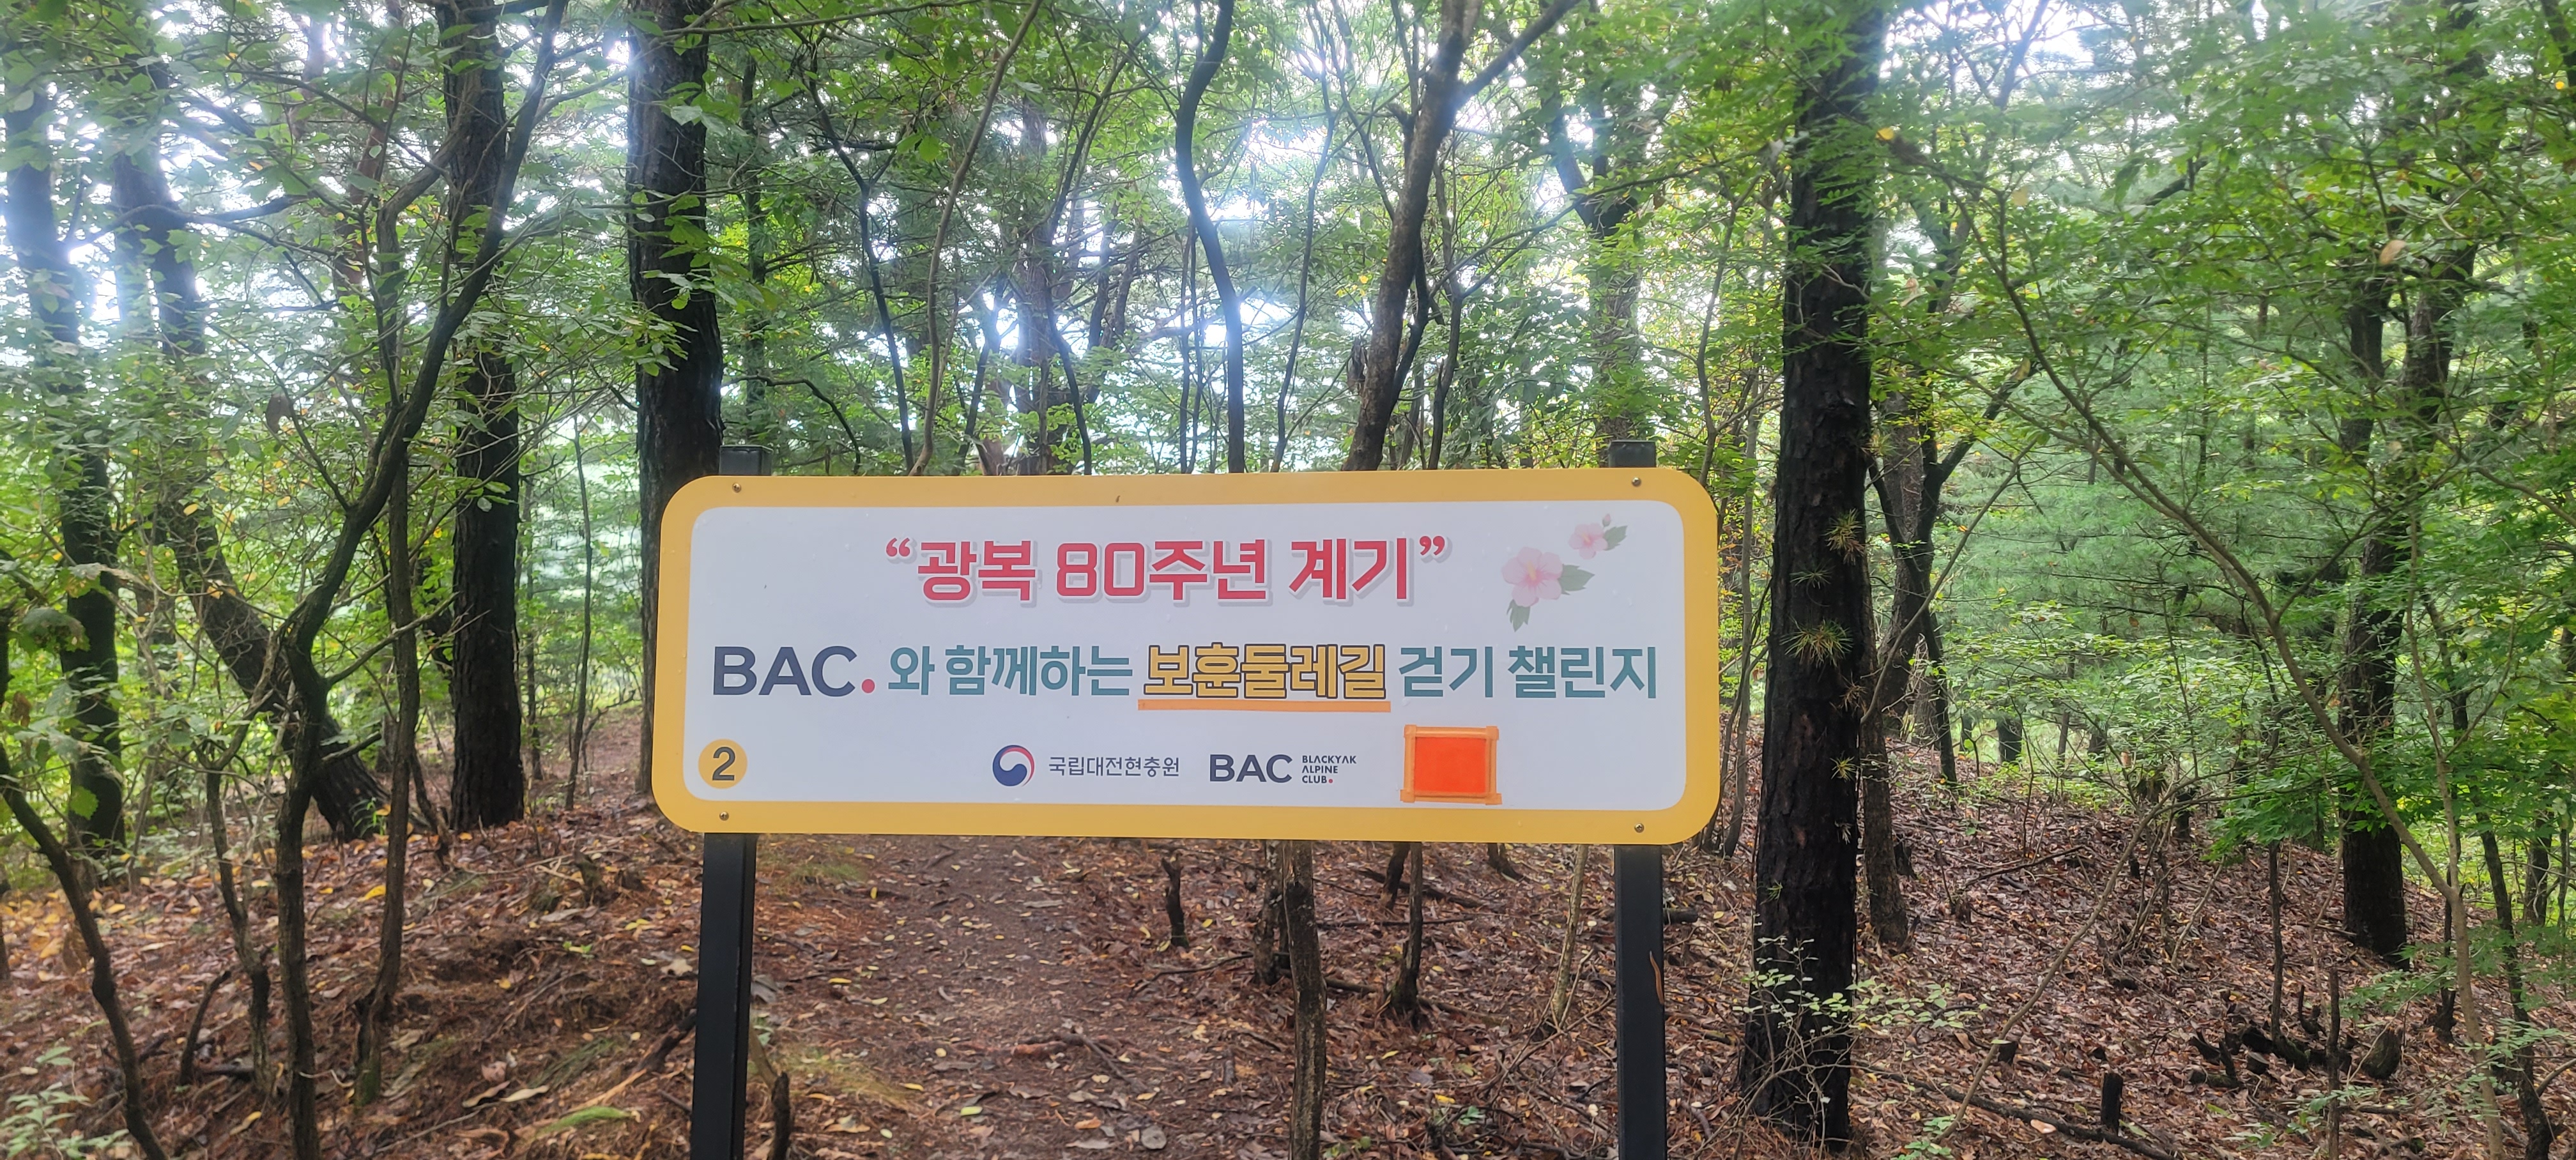 “광복 80주년 계기”
BAC. 와 함께하는 보훈둘레길 걷기 챌린지
2
국립대전현충원
BAC
BLACKYAK
ALPINE
CLUB.